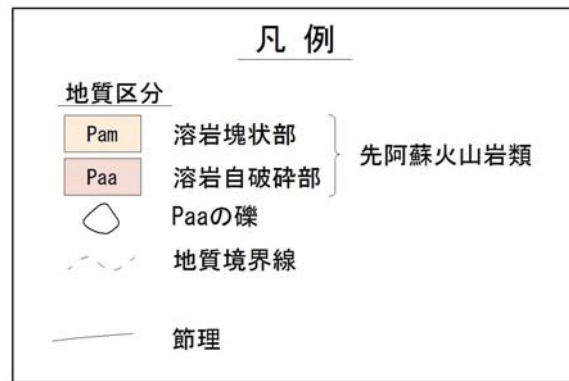 凡 例
地質区分
Pam 溶岩塊状部
Paa 溶岩自破砕部
先阿蘇火山岩類
Paaの礫
地質境界線
節理